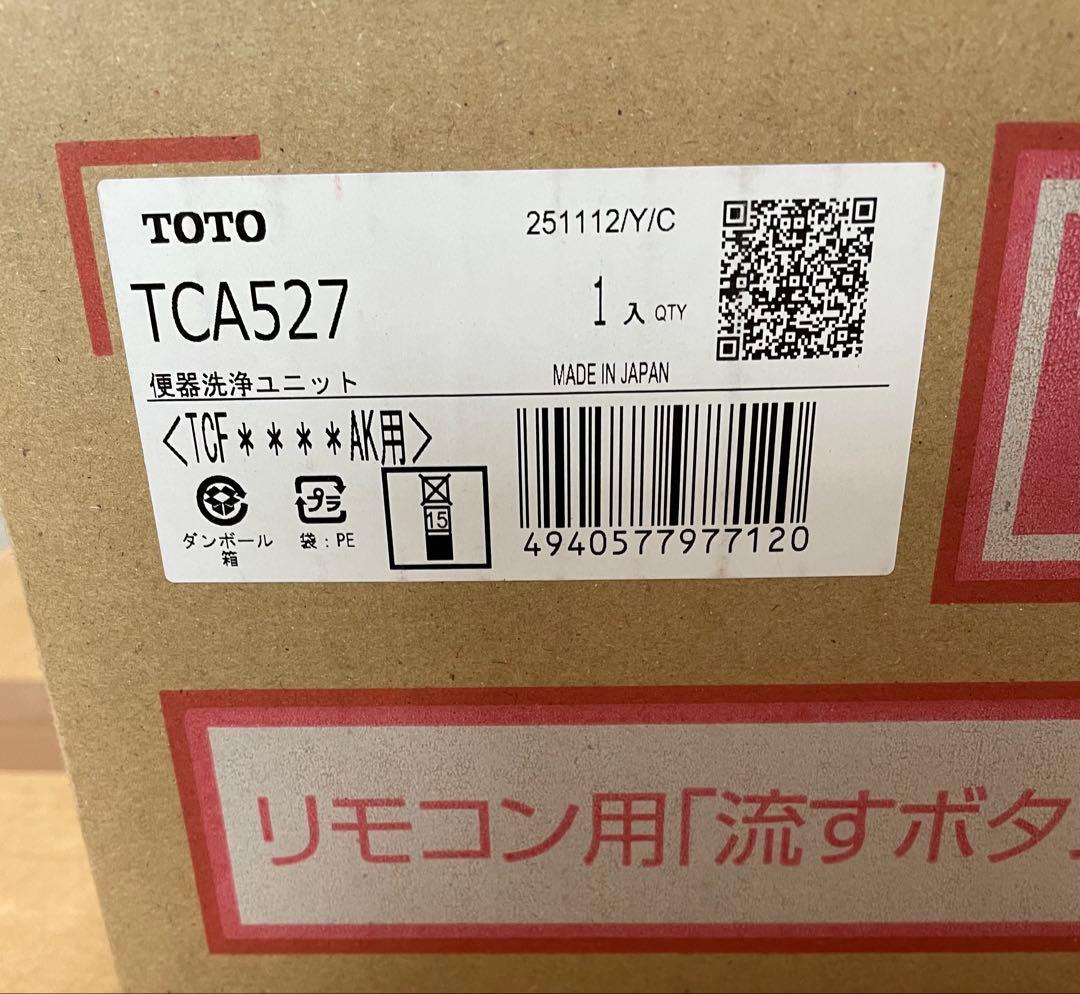 TOTO
251112/Y/C
TCA527
1入 QTY
便器洗浄ユニット
MADE IN JAPAN
<TCF****AK用>
プラ
15
ダンボール
箱
袋:PE
4940577977120
リモコン用「流すボタ